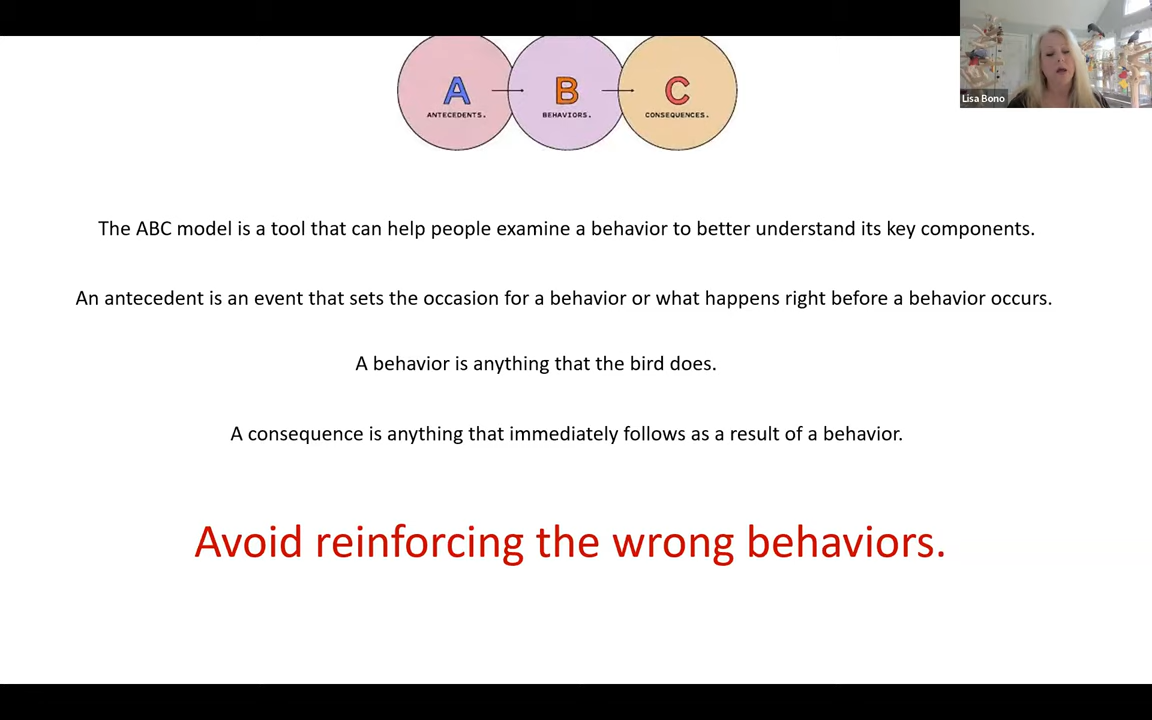 A B C
ANTECEDENTS. BEHAVIORS. CONSEQUENCES.
Lisa Bono
The ABC model is a tool that can help people examine a behavior to better understand its key components.
An antecedent is an event that sets the occasion for a behavior or what happens right before a behavior occurs.
A behavior is anything that the bird does.
A consequence is anything that immediately follows as a result of a behavior.
Avoid reinforcing the wrong behaviors.